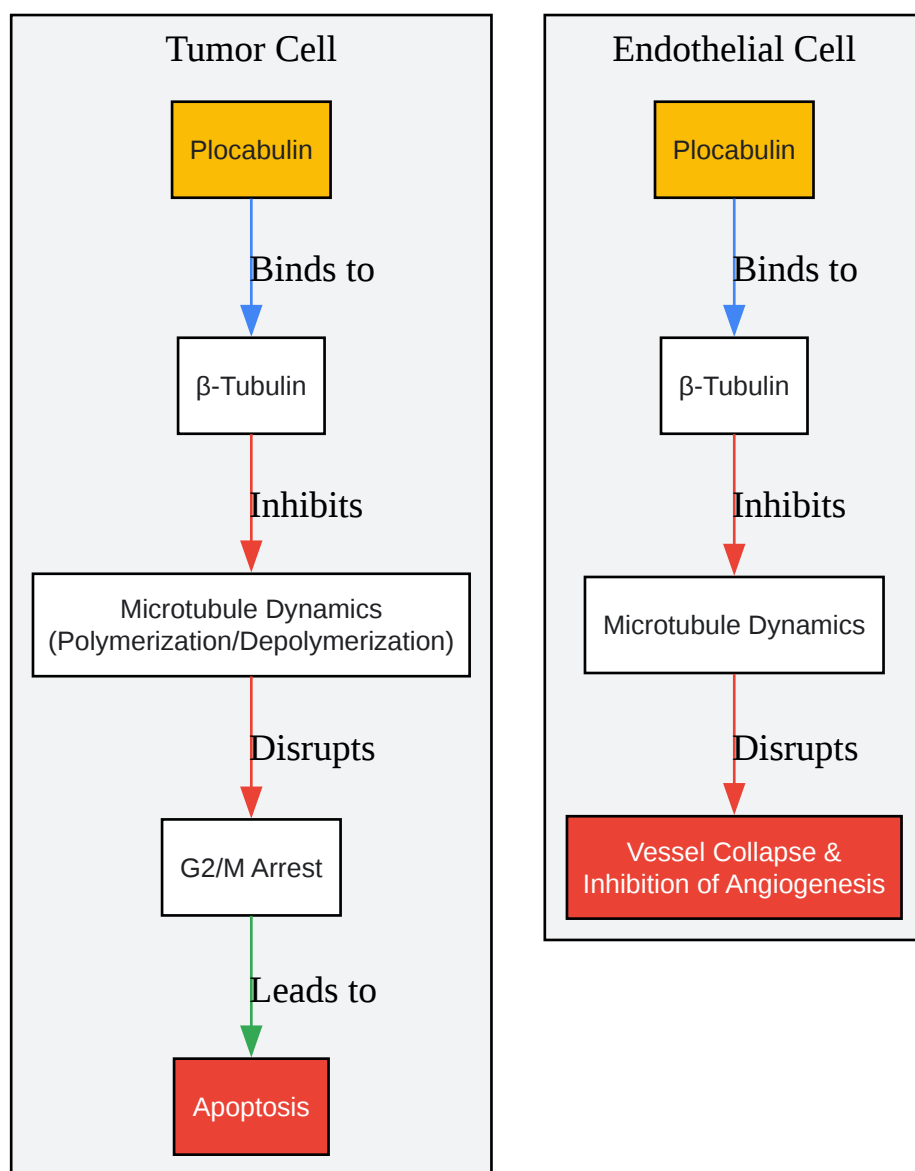 Tumor Cell
Plocabulin
Binds to
β-Tubulin
Inhibits
Microtubule Dynamics
(Polymerization/Depolymerization)
Disrupts
G2/M Arrest
Leads to
Apoptosis
Endothelial Cell
Plocabulin
Binds to
β-Tubulin
Inhibits
Microtubule Dynamics
Disrupts
Vessel Collapse &
Inhibition of Angiogenesis